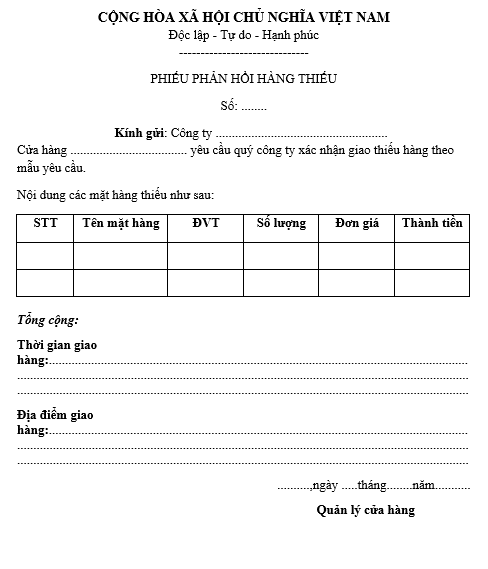 CỘNG HÒA XÃ HỘI CHỦ NGHĨA VIỆT NAM
Độc lập - Tự do - Hạnh phúc
------------------------------
PHIẾU PHẢN HỒI HÀNG THIẾU
Số: ........
Kính gửi: Công ty ....................................................
Cửa hàng ................................... yêu cầu quý công ty xác nhận giao thiếu hàng theo
mẫu yêu cầu.
Nội dung các mặt hàng thiếu như sau:
STT Tên mặt hàng ĐVT Số lượng Đơn giá Thành tiền
Tổng cộng:
Thời gian giao
hàng:..............................................................................................................................
........................................................................................................................................
........................................................................................................................................
Địa điểm giao
hàng:..............................................................................................................................
........................................................................................................................................
........................................................................................................................................
..........,ngày .....tháng........năm...........
Quản lý cửa hàng